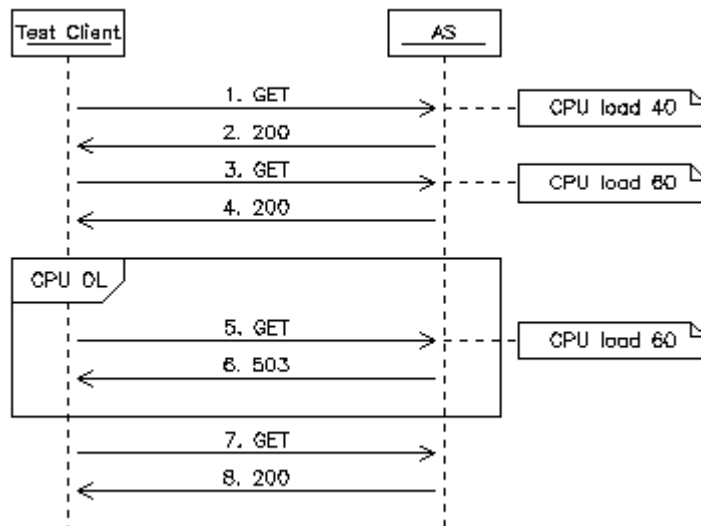 Test Client
AS
1. GET
CPU load 40
2. 200
3. GET
CPU load 60
4. 200
CPU OL
5. GET
CPU load 60
6. 503
7. GET
8. 200